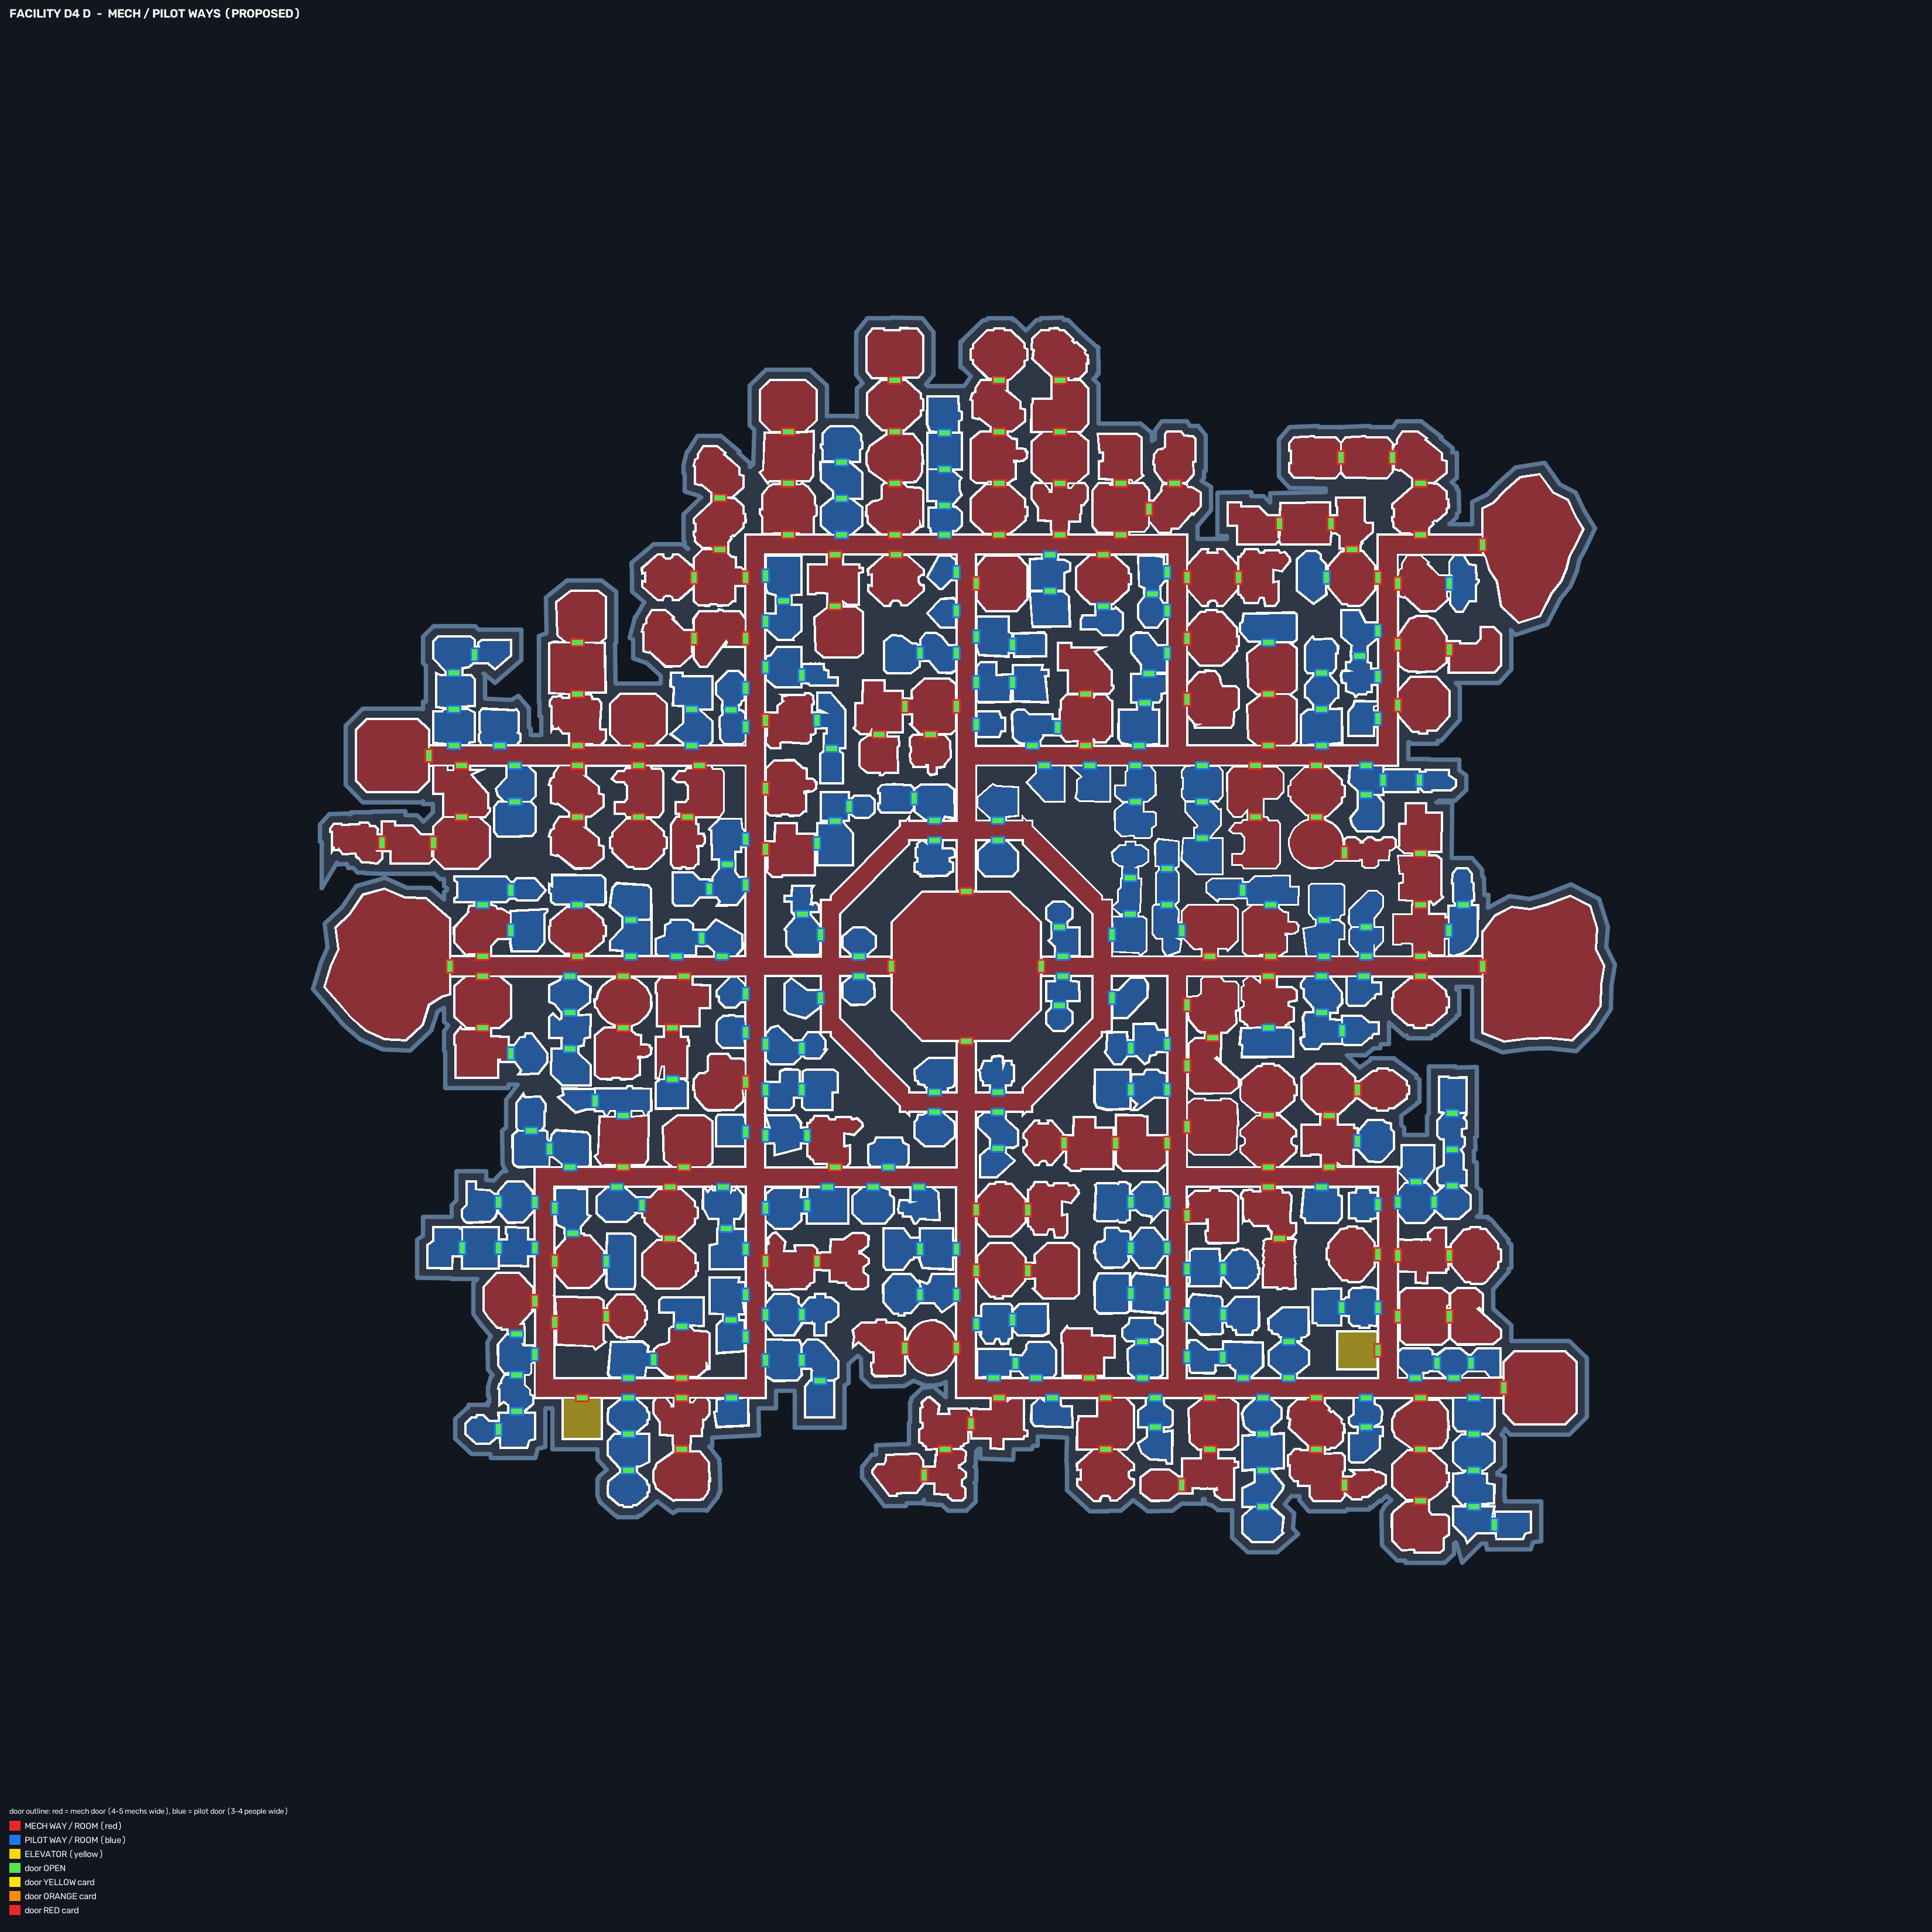 FACILITY D4 D - MECH / PILOT WAYS (PROPOSED)
door outline: red = mech door (4-5 mechs wide), blue = pilot door (3-4 people wide)
MECH WAY / ROOM (red)
PILOT WAY / ROOM (blue)
ELEVATOR (yellow)
door OPEN
door YELLOW card
door ORANGE card
door RED card